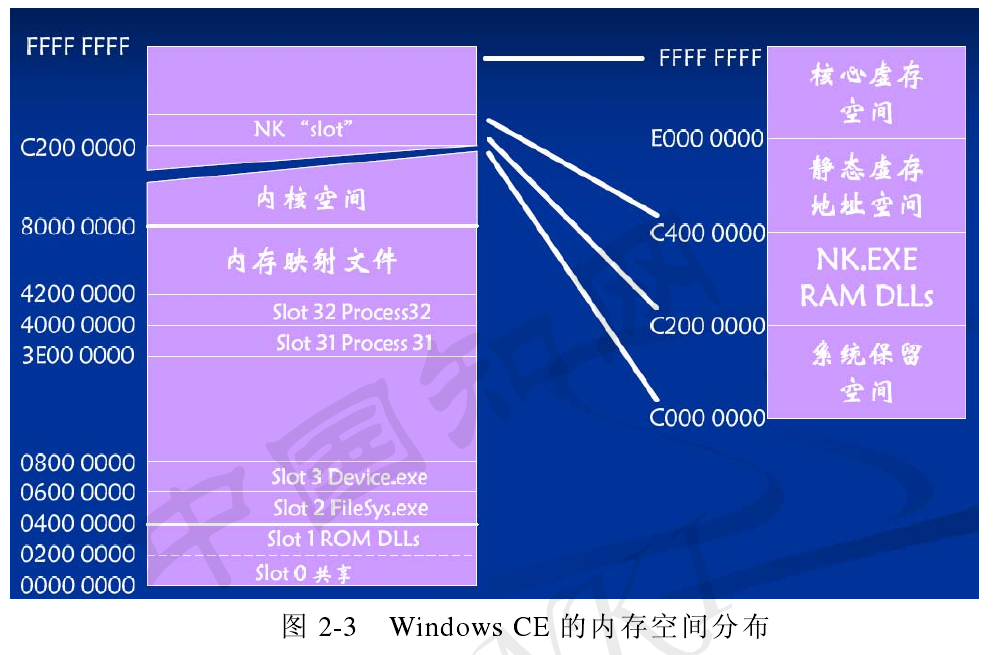 FFFF FFFF
NK “slot”
C200 0000
内核空间
8000 0000
内存映射文件
4200 0000
Slot 32 Process32
4000 0000
Slot 31 Process 31
3E00 0000
0800 0000
Slot 3 Device.exe
0600 0000
Slot 2 FileSys.exe
0400 0000
Slot 1 ROM DLLs
0200 0000
Slot 0 共享
0000 0000
FFFF FFFF
核心虚存
空间
E000 0000
静态虚存
地址空间
C400 0000
NK.EXE
RAM DLLs
C200 0000
系统保留
空间
C000 0000
中国知网
图 2-3 Windows CE 的内存空间分布